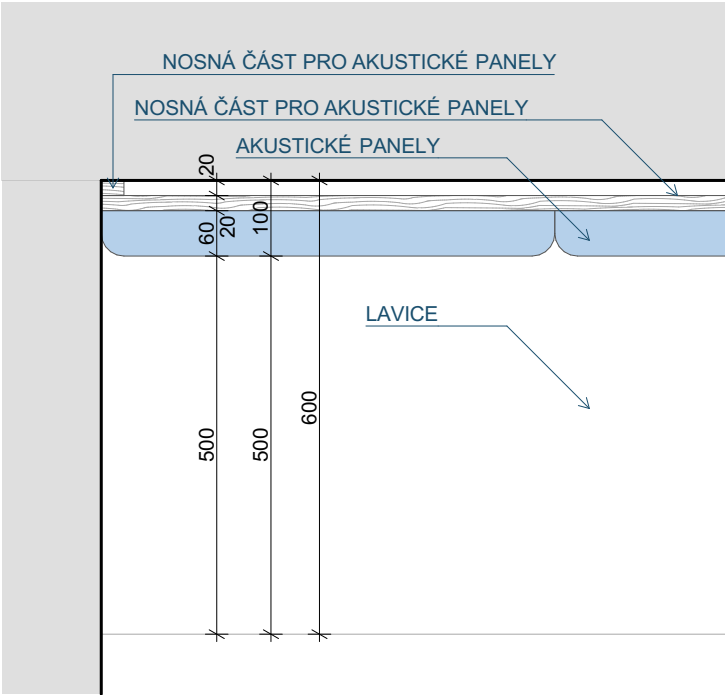 NOSNÁ ČÁST PRO AKUSTICKÉ PANELY
NOSNÁ ČÁST PRO AKUSTICKÉ PANELY
AKUSTICKÉ PANELY
20
60
20
100
LAVICE
600
500
500